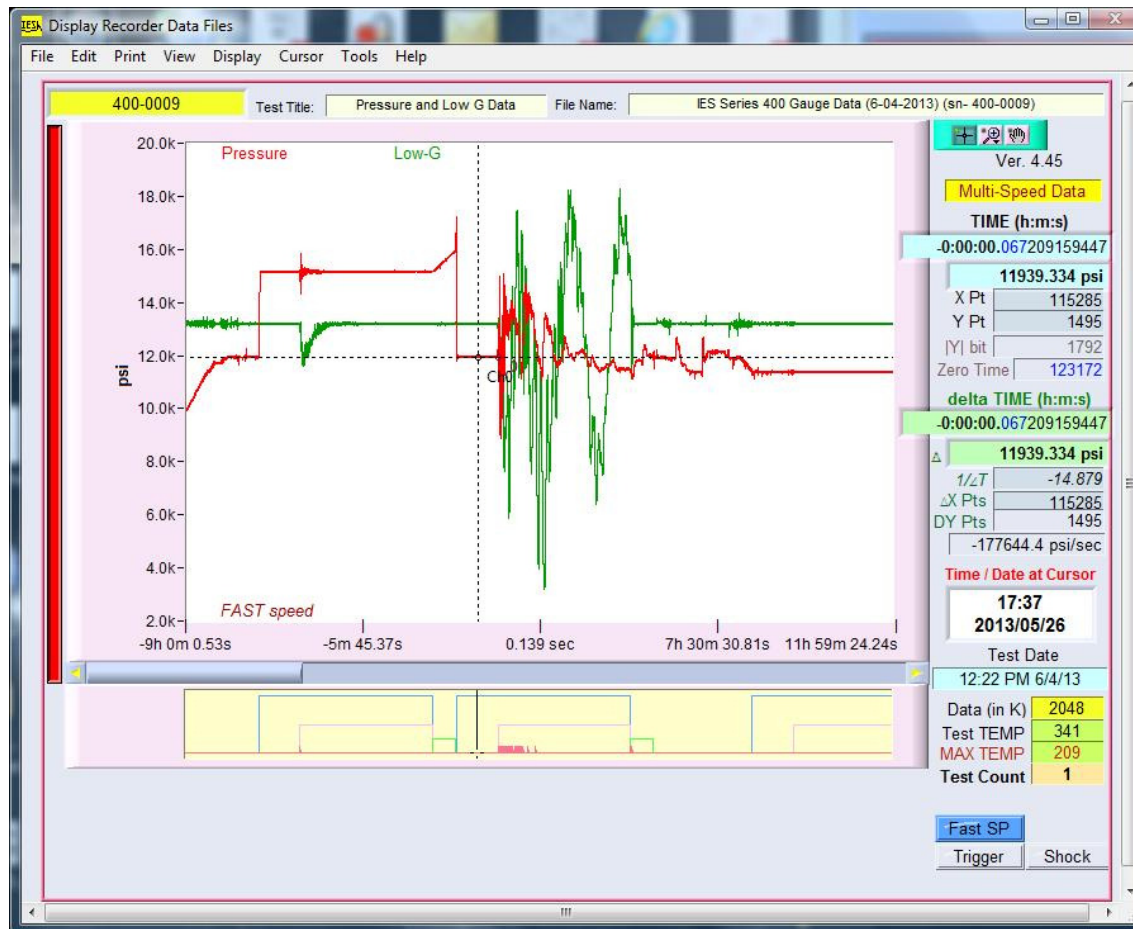 IES Display Recorder Data Files
File Edit Print View Display Cursor Tools Help
400-0009 Test Title: Pressure and Low G Data File Name: IES Series 400 Gauge Data (6-04-2013) (sn- 400-0009)
Ver. 4.45
Multi-Speed Data
TIME (h:m:s)
-0:00:00.067209159447
11939.334 psi
X Pt 115285
Y Pt 1495
|Y| bit 1792
Zero Time 123172
delta TIME (h:m:s)
-0:00:00.067209159447
Δ 11939.334 psi
1/∠T -14.879
△X Pts 115285
DY Pts 1495
-177644.4 psi/sec
Time / Date at Cursor
17:37
2013/05/26
Test Date
12:22 PM 6/4/13
Data (in K) 2048
Test TEMP 341
MAX TEMP 209
Test Count 1
Fast SP
Trigger Shock
Pressure Low-G
20.0k
18.0k
16.0k
14.0k
12.0k
10.0k
8.0k
6.0k
4.0k
2.0k
psi
FAST speed
-9h 0m 0.53s -5m 45.37s 0.139 sec 7h 30m 30.81s 11h 59m 24.24s